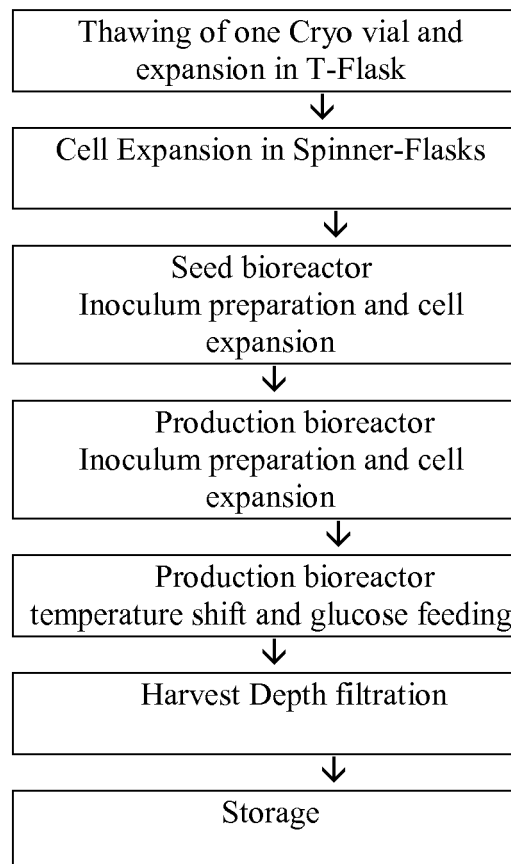 Thawing of one Cryo vial and
expansion in T-Flask
Cell Expansion in Spinner-Flasks
Seed bioreactor
Inoculum preparation and cell
expansion
Production bioreactor
Inoculum preparation and cell
expansion
Production bioreactor
temperature shift and glucose feeding
Harvest Depth filtration
Storage